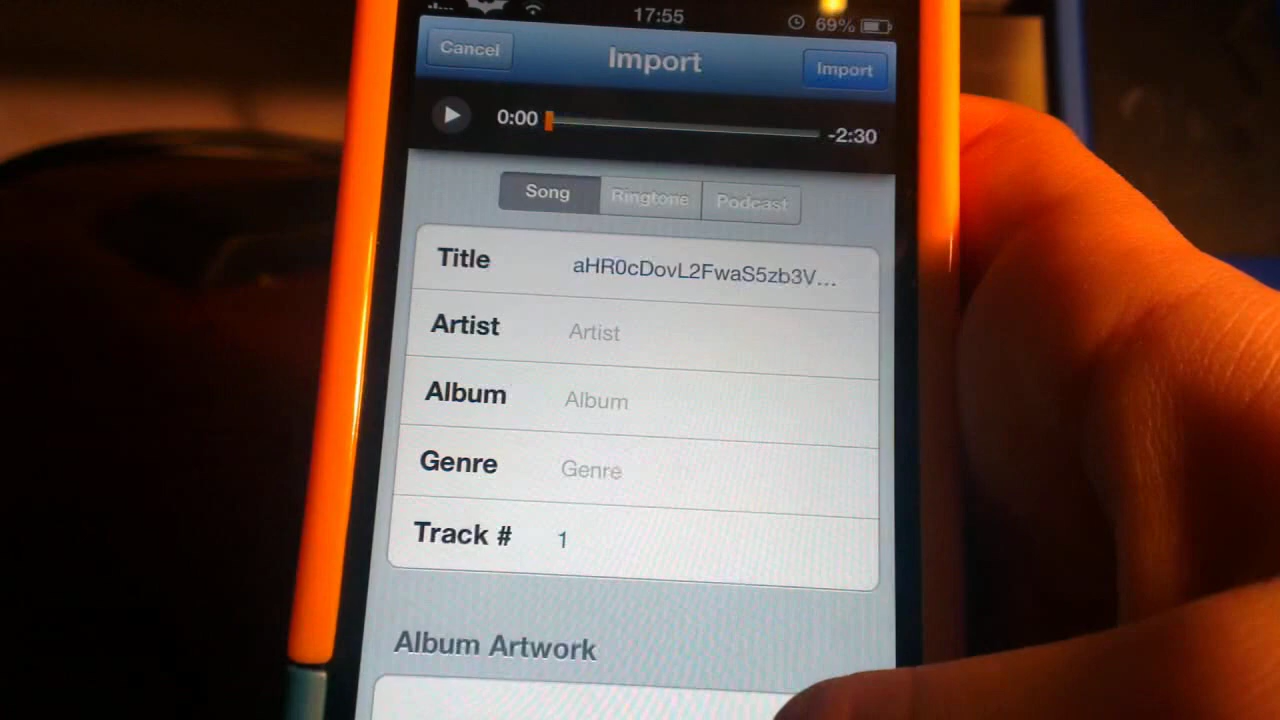 17:55 69%
Cancel Import Import
0:00 -2:30
Song Ringtone Podcast
Title aHR0cDovL2FwaS5zb3V...
Artist Artist
Album Album
Genre Genre
Track # 1
Album Artwork